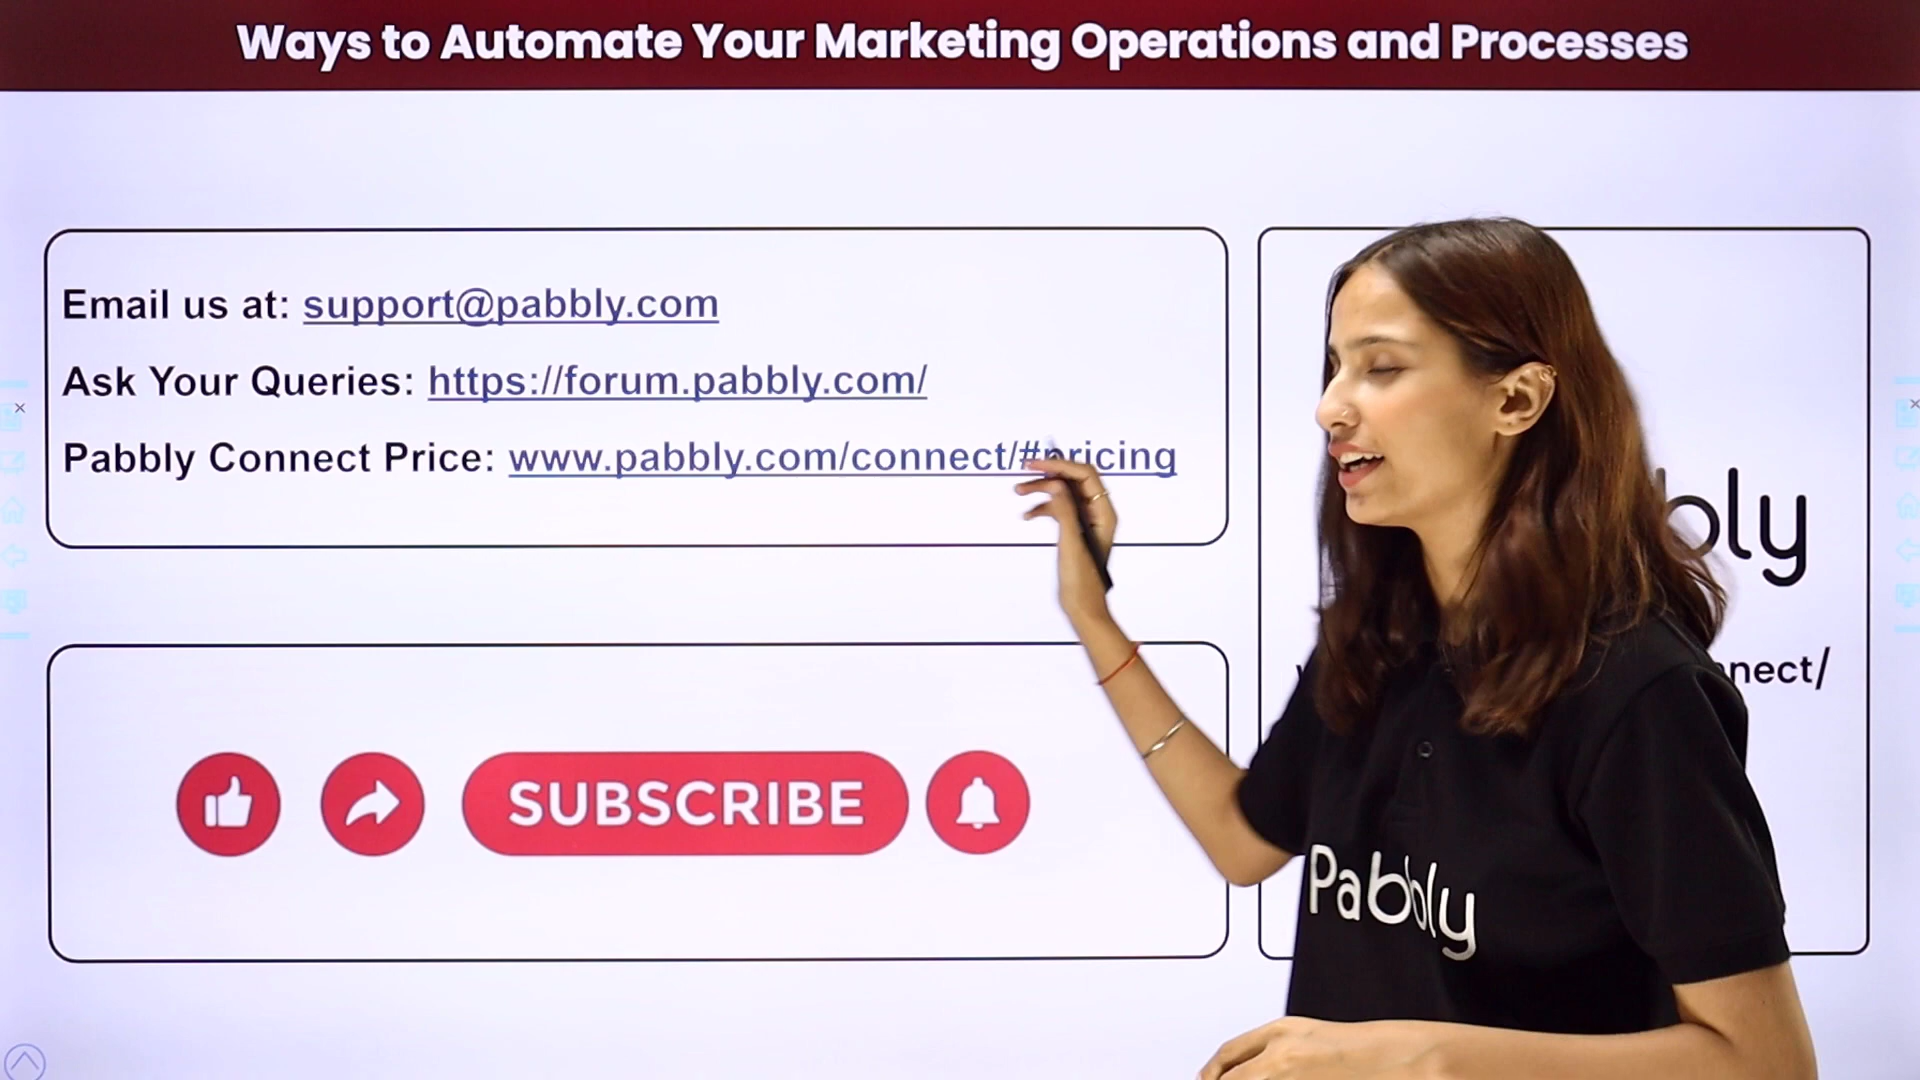 Ways to Automate Your Marketing Operations and Processes
Email us at: support@pabbly.com
Ask Your Queries: https://forum.pabbly.com/
Pabbly Connect Price: www.pabbly.com/connect/#pricing
SUBSCRIBE
Pabbly